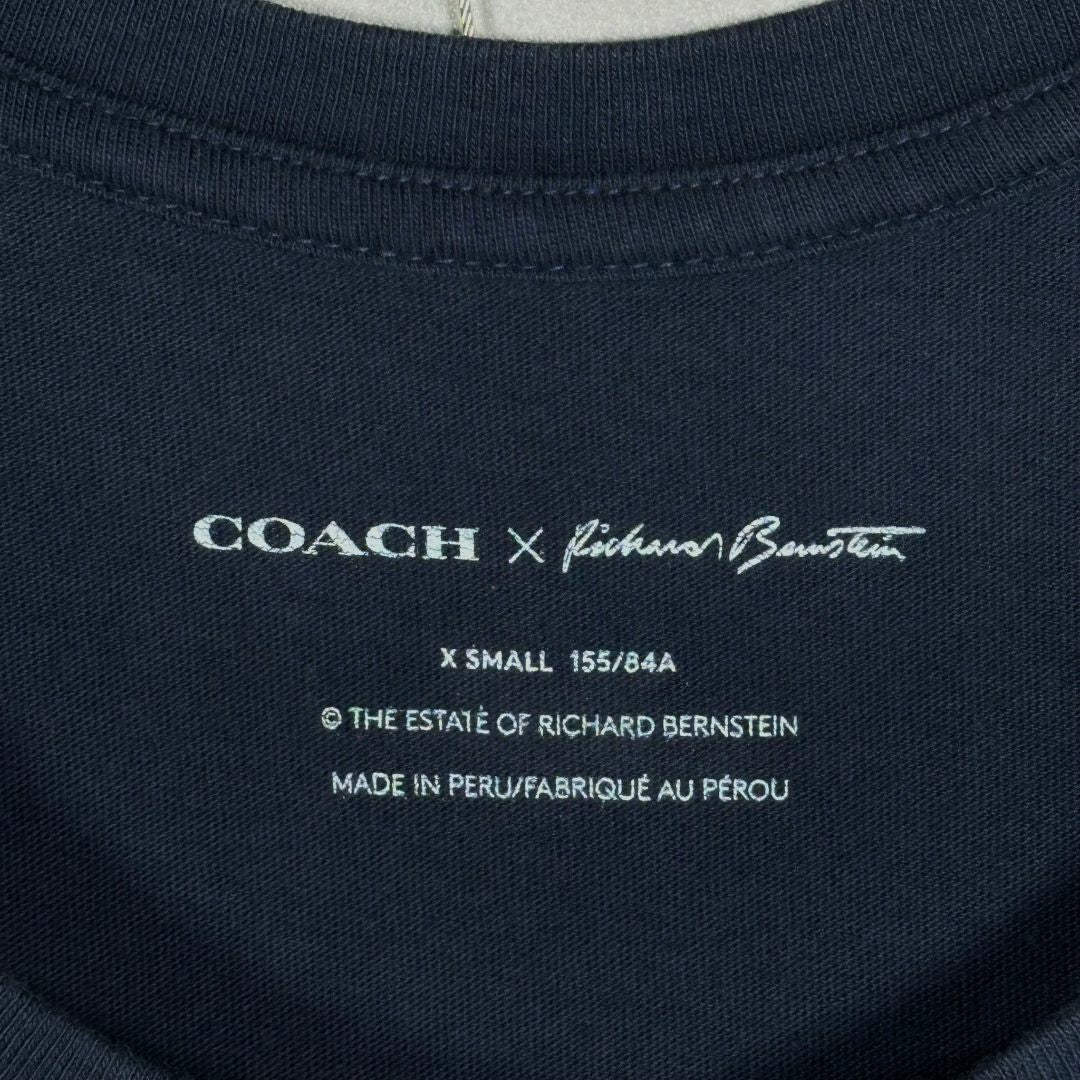 COACH × Richard Bernstein
X SMALL 155/84A
© THE ESTATE OF RICHARD BERNSTEIN
MADE IN PERU/FABRIQUÉ AU PÉROU